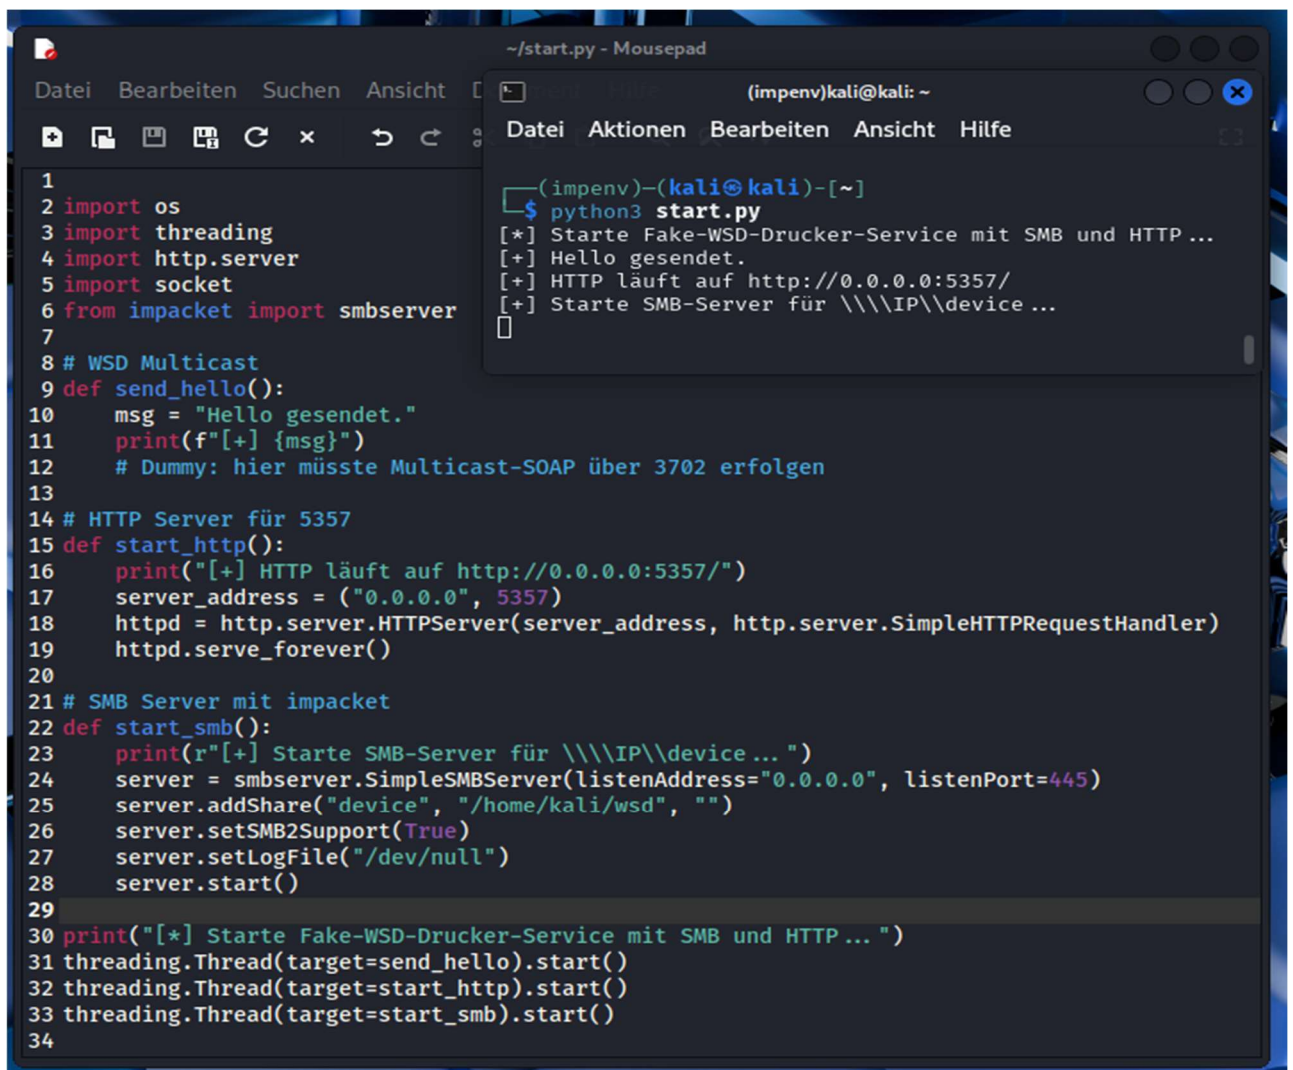 ~/start.py - Mousepad
Datei Bearbeiten Suchen Ansicht
1
2 import os
3 import threading
4 import http.server
5 import socket
6 from impacket import smbserver
7
8 # WSD Multicast
9 def send_hello():
10     msg = "Hello gesendet."
11     print(f"[+] {msg}")
12     # Dummy: hier müsste Multicast-SOAP über 3702 erfolgen
13
14 # HTTP Server für 5357
15 def start_http():
16     print("[+] HTTP läuft auf http://0.0.0.0:5357/")
17     server_address = ("0.0.0.0", 5357)
18     httpd = http.server.HTTPServer(server_address, http.server.SimpleHTTPRequestHandler)
19     httpd.serve_forever()
20
21 # SMB Server mit impacket
22 def start_smb():
23     print(r"[+] Starte SMB-Server für \\\\IP\\device...")
24     server = smbserver.SimpleSMBServer(listenAddress="0.0.0.0", listenPort=445)
25     server.addShare("device", "/home/kali/wsd", "")
26     server.setSMB2Support(True)
27     server.setLogFile("/dev/null")
28     server.start()
29
30 print("[*] Starte Fake-WSD-Drucker-Service mit SMB und HTTP...")
31 threading.Thread(target=send_hello).start()
32 threading.Thread(target=start_http).start()
33 threading.Thread(target=start_smb).start()
34
(impenv)kali@kali: ~
Datei Aktionen Bearbeiten Ansicht Hilfe
┌──(impenv)─(kali㉿kali)-[~]
└─$ python3 start.py
[*] Starte Fake-WSD-Drucker-Service mit SMB und HTTP...
[+] Hello gesendet.
[+] HTTP läuft auf http://0.0.0.0:5357/
[+] Starte SMB-Server für \\\\IP\\device...